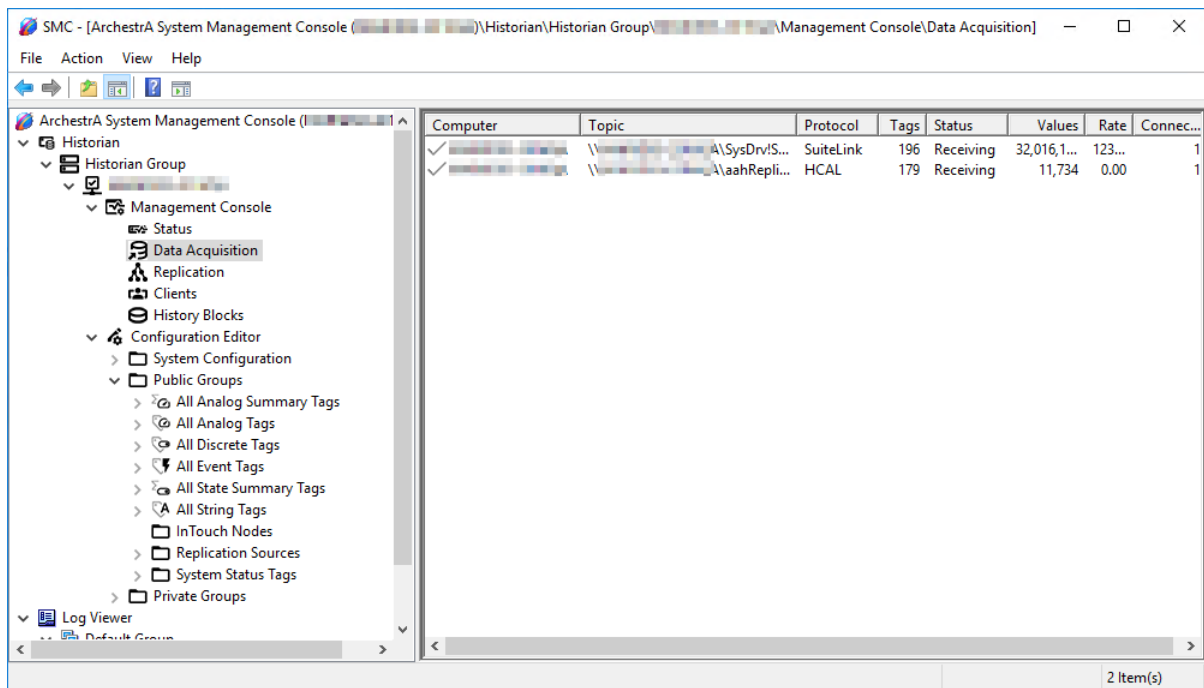 SMC - [ArchestrA System Management Console ( )\Historian\Historian Group\ \Management Console\Data Acquisition]
File Action View Help
ArchestrA System Management Console (
Historian
Historian Group
Management Console
Status
Data Acquisition
Replication
Clients
History Blocks
Configuration Editor
System Configuration
Public Groups
All Analog Summary Tags
All Analog Tags
All Discrete Tags
All Event Tags
All State Summary Tags
All String Tags
InTouch Nodes
Replication Sources
System Status Tags
Private Groups
Log Viewer
Default Group
Computer Topic Protocol Tags Status Values Rate Connec...
\\ A\SysDrv!S... SuiteLink 196 Receiving 32,016,1... 123... 1
\\ A\aahRepli... HCAL 179 Receiving 11,734 0.00 1
2 Item(s)